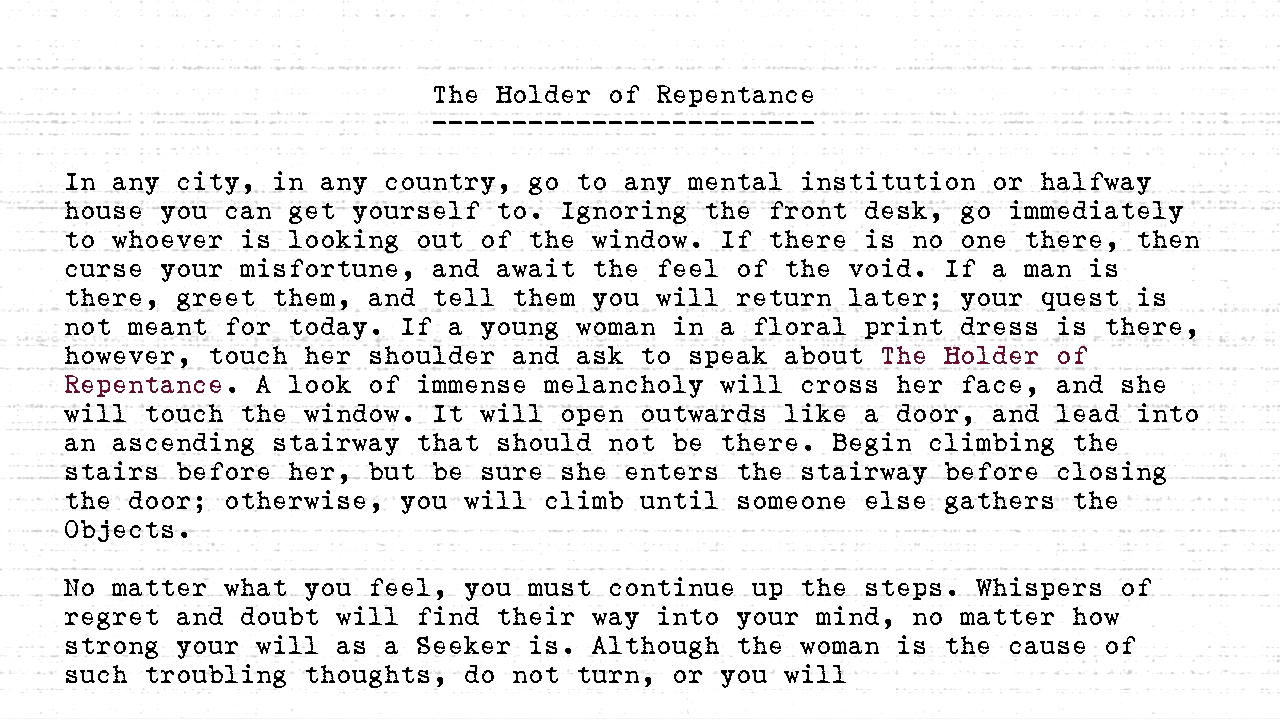 The Holder of Repentance
------------------------
In any city, in any country, go to any mental institution or halfway
house you can get yourself to. Ignoring the front desk, go immediately
to whoever is looking out of the window. If there is no one there, then
curse your misfortune, and await the feel of the void. If a man is
there, greet them, and tell them you will return later; your quest is
not meant for today. If a young woman in a floral print dress is there,
however, touch her shoulder and ask to speak about The Holder of
Repentance. A look of immense melancholy will cross her face, and she
will touch the window. It will open outwards like a door, and lead into
an ascending stairway that should not be there. Begin climbing the
stairs before her, but be sure she enters the stairway before closing
the door; otherwise, you will climb until someone else gathers the
Objects.
No matter what you feel, you must continue up the steps. Whispers of
regret and doubt will find their way into your mind, no matter how
strong your will as a Seeker is. Although the woman is the cause of
such troubling thoughts, do not turn, or you will